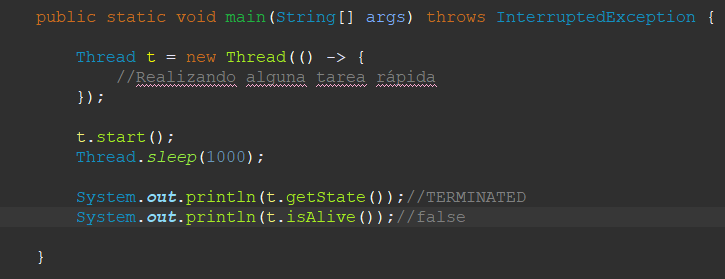 public static void main(String[] args) throws InterruptedException {
Thread t = new Thread(() -> {
//Realizando alguna tarea rápida
});
t.start();
Thread.sleep(1000);
System.out.println(t.getState());//TERMINATED
System.out.println(t.isAlive());//false
}